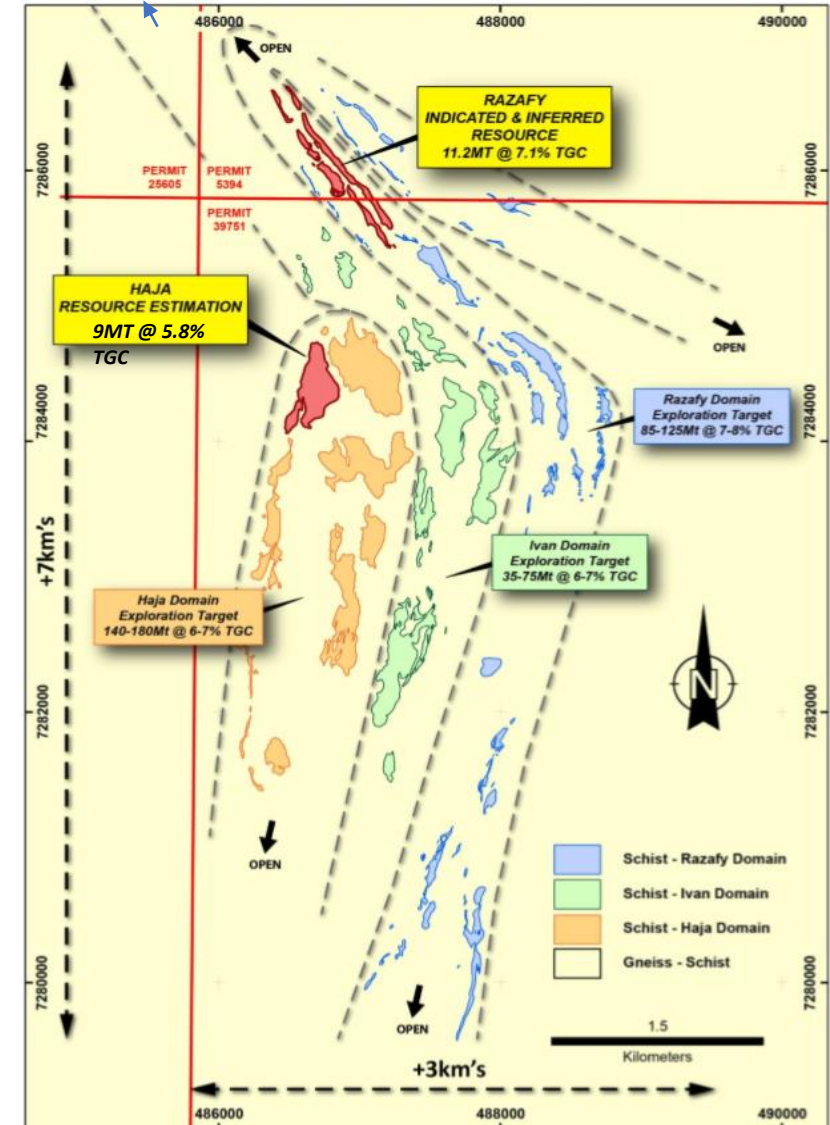 486000
488000
490000
OPEN
RAZAFY
INDICATED & INFERRED
RESOURCE
11.2MT @ 7.1% TGC
7286000
7286000
PERMIT
25605
PERMIT
5394
PERMIT
39751
HAJA
RESOURCE ESTIMATION
9MT @ 5.8%
TGC
OPEN
7284000
7284000
Razafy Domain
Exploration Target
85-125Mt @ 7-8% TGC
+7km's
Ivan Domain
Exploration Target
35-75Mt @ 6-7% TGC
Haja Domain
Exploration Target
140-180Mt @ 6-7% TGC
N
7282000
7282000
OPEN
Schist - Razafy Domain
Schist - Ivan Domain
Schist - Haja Domain
Gneiss - Schist
7280000
7280000
OPEN
1.5
Kilometers
+3km's
486000
488000
490000